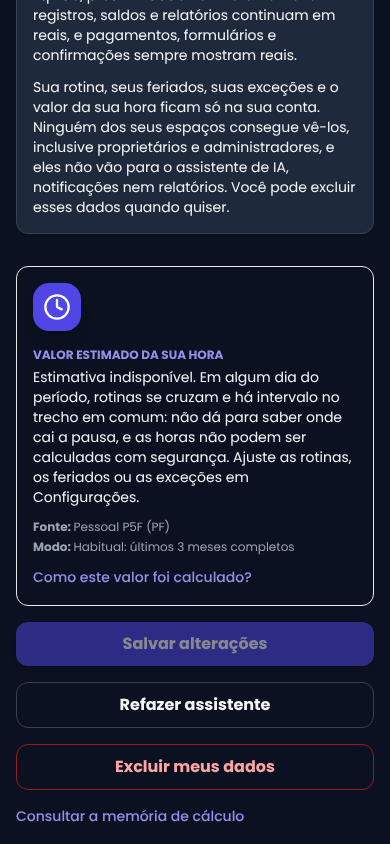 registros, saldos e relatórios continuam em
reais, e pagamentos, formulários e
confirmações sempre mostram reais.
Sua rotina, seus feriados, suas exceções e o
valor da sua hora ficam só na sua conta.
Ninguém dos seus espaços consegue vê-los,
inclusive proprietários e administradores, e
eles não vão para o assistente de IA,
notificações nem relatórios. Você pode excluir
esses dados quando quiser.
VALOR ESTIMADO DA SUA HORA
Estimativa indisponível. Em algum dia do
período, rotinas se cruzam e há intervalo no
trecho em comum: não dá para saber onde
cai a pausa, e as horas não podem ser
calculadas com segurança. Ajuste as rotinas,
os feriados ou as exceções em
Configurações.
Fonte: Pessoal P5F (PF)
Modo: Habitual: últimos 3 meses completos
Como este valor foi calculado?
Salvar alterações
Refazer assistente
Excluir meus dados
Consultar a memória de cálculo